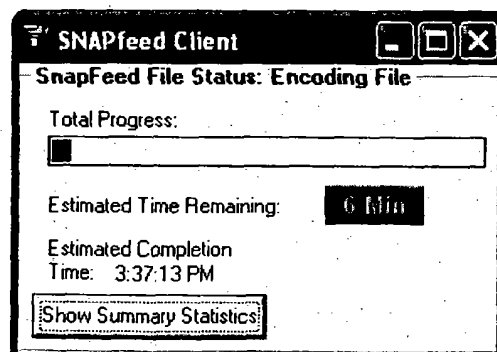 SNAPfeed Client
SnapFeed File Status: Encoding File
Total Progress:
Estimated Time Remaining: 6 Min
Estimated Completion
Time: 3:37:13 PM
Show Summary Statistics